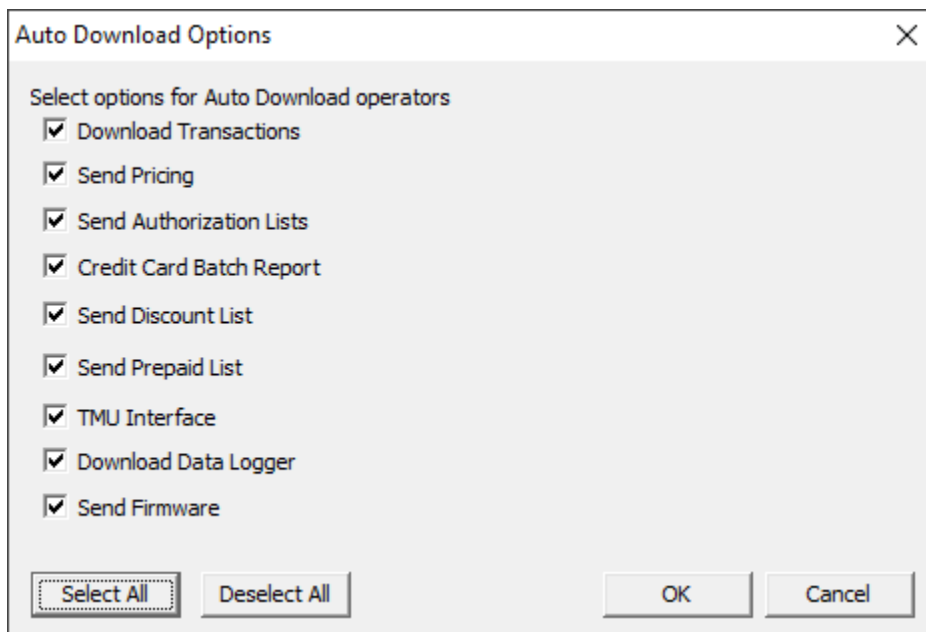 Auto Download Options
Select options for Auto Download operators
Download Transactions
Send Pricing
Send Authorization Lists
Credit Card Batch Report
Send Discount List
Send Prepaid List
TMU Interface
Download Data Logger
Send Firmware
Select All Deselect All OK Cancel